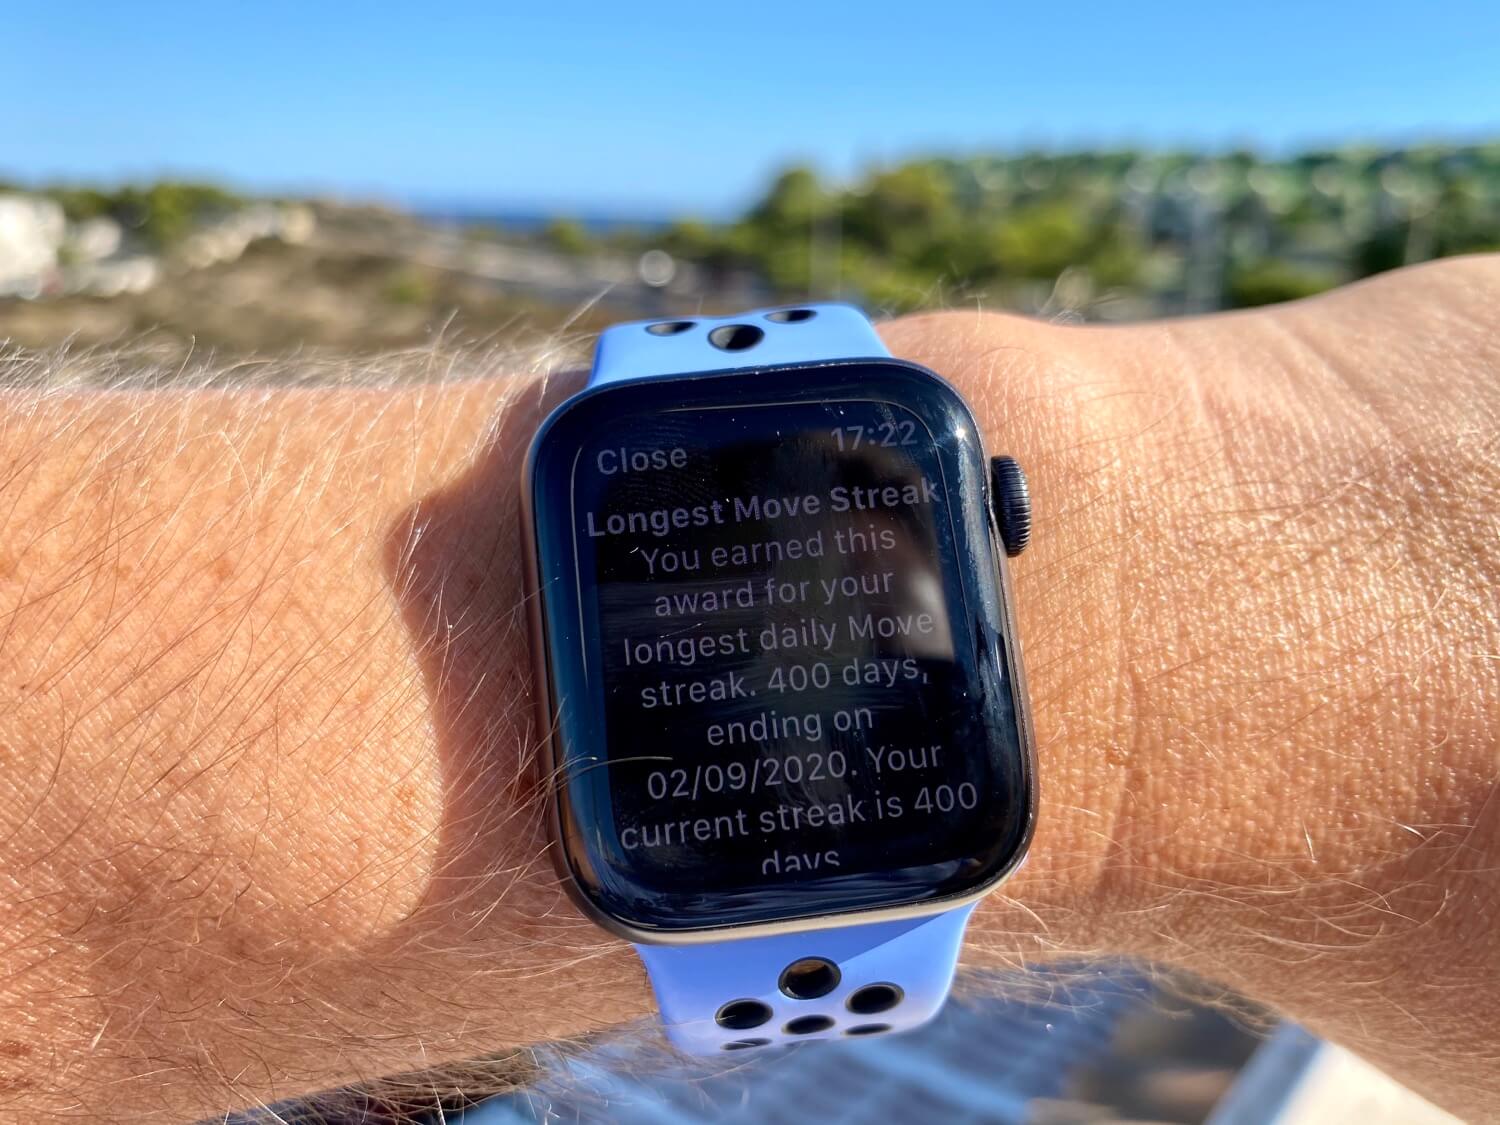 Close 17:22
Longest Move Streak
You earned this
award for your
longest daily Move
streak. 400 days,
ending on
02/09/2020. Your
current streak is 400
days